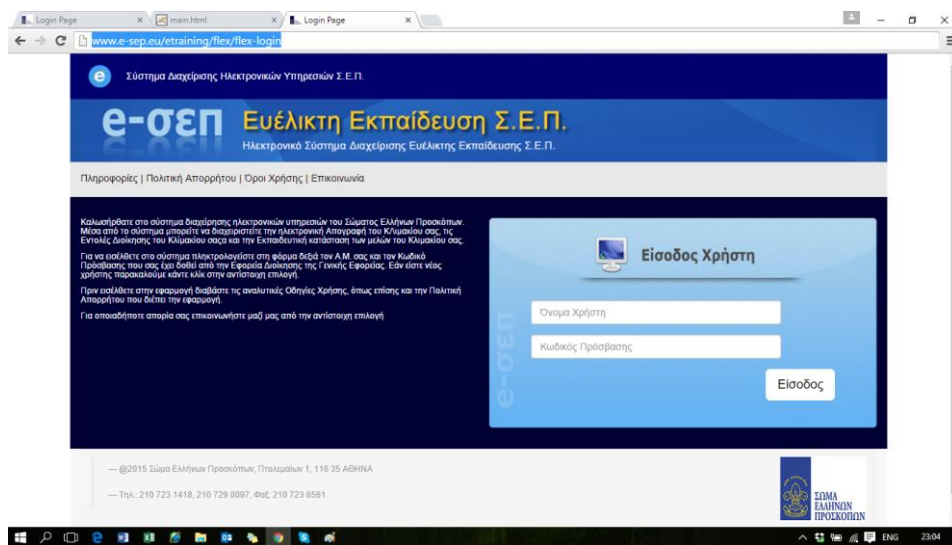 Login Page
main.html
Login Page
www.e-sep.eu/etraining/flex/flex-login
e Σύστημα Διαχείρισης Ηλεκτρονικών Υπηρεσιών Σ.Ε.Π.
e-σεπ Ευέλικτη Εκπαίδευση Σ.Ε.Π.
Ηλεκτρονικό Σύστημα Διαχείρισης Ευέλικτης Εκπαίδευσης Σ.Ε.Π.
Πληροφορίες | Πολιτική Απορρήτου | Όροι Χρήσης | Επικοινωνία
Καλωσήρθατε στο σύστημα διαχείρησης ηλεκτρονικών υπηρεσιών του Σώματος Ελλήνων Προσκόπων.
Μέσα από το σύστημα μπορείτε να διαχειριστείτε την ηλεκτρονική Απογραφή του Κλιμακίου σας, τις
Εντολές Διοίκησης του Κλίμακίου σαςα και την Εκπαιδευτική κατάσταση των μελών του Κλιμακίου σας.
Για να εισέλθετε στο σύστημα πληκτρολογείστε στη φόρμα δεξιά τον Α.Μ. σας και τον Κωδικό
Πρόσβασης που σας έχει δοθεί από την Εφορεία Διοίκησης της Γενικής Εφορείας. Εάν είστε νέος
χρήστης παρακαλούμε κάντε κλικ στην αντίστοιχη επιλογή.
Πριν εισέλθετε στην εφαρμογή διαβάστε τις αναλυτικές Οδηγίες Χρήσης, όπως επίσης και την Πολιτική
Απορρήτου που διέπει την εφαρμογή.
Για οποιαδήποτε απορία σας επικοινωνήστε μαζί μας από την αντίστοιχη επιλογή
Είσοδος Χρήστη
Όνομα Χρήστη
Κωδικός Πρόσβασης
Είσοδος
e-σεπ
— @2015 Σώμα Ελλήνων Προσκόπων, Πτολεμαίων 1, 116 35 ΑΘΗΝΑ
— Τηλ.: 210 723 1418, 210 729 0097, Φαξ: 210 723 6561
ΣΩΜΑ
ΕΛΛΗΝΩΝ
ΠΡΟΣΚΟΠΩΝ
ENG 23:04